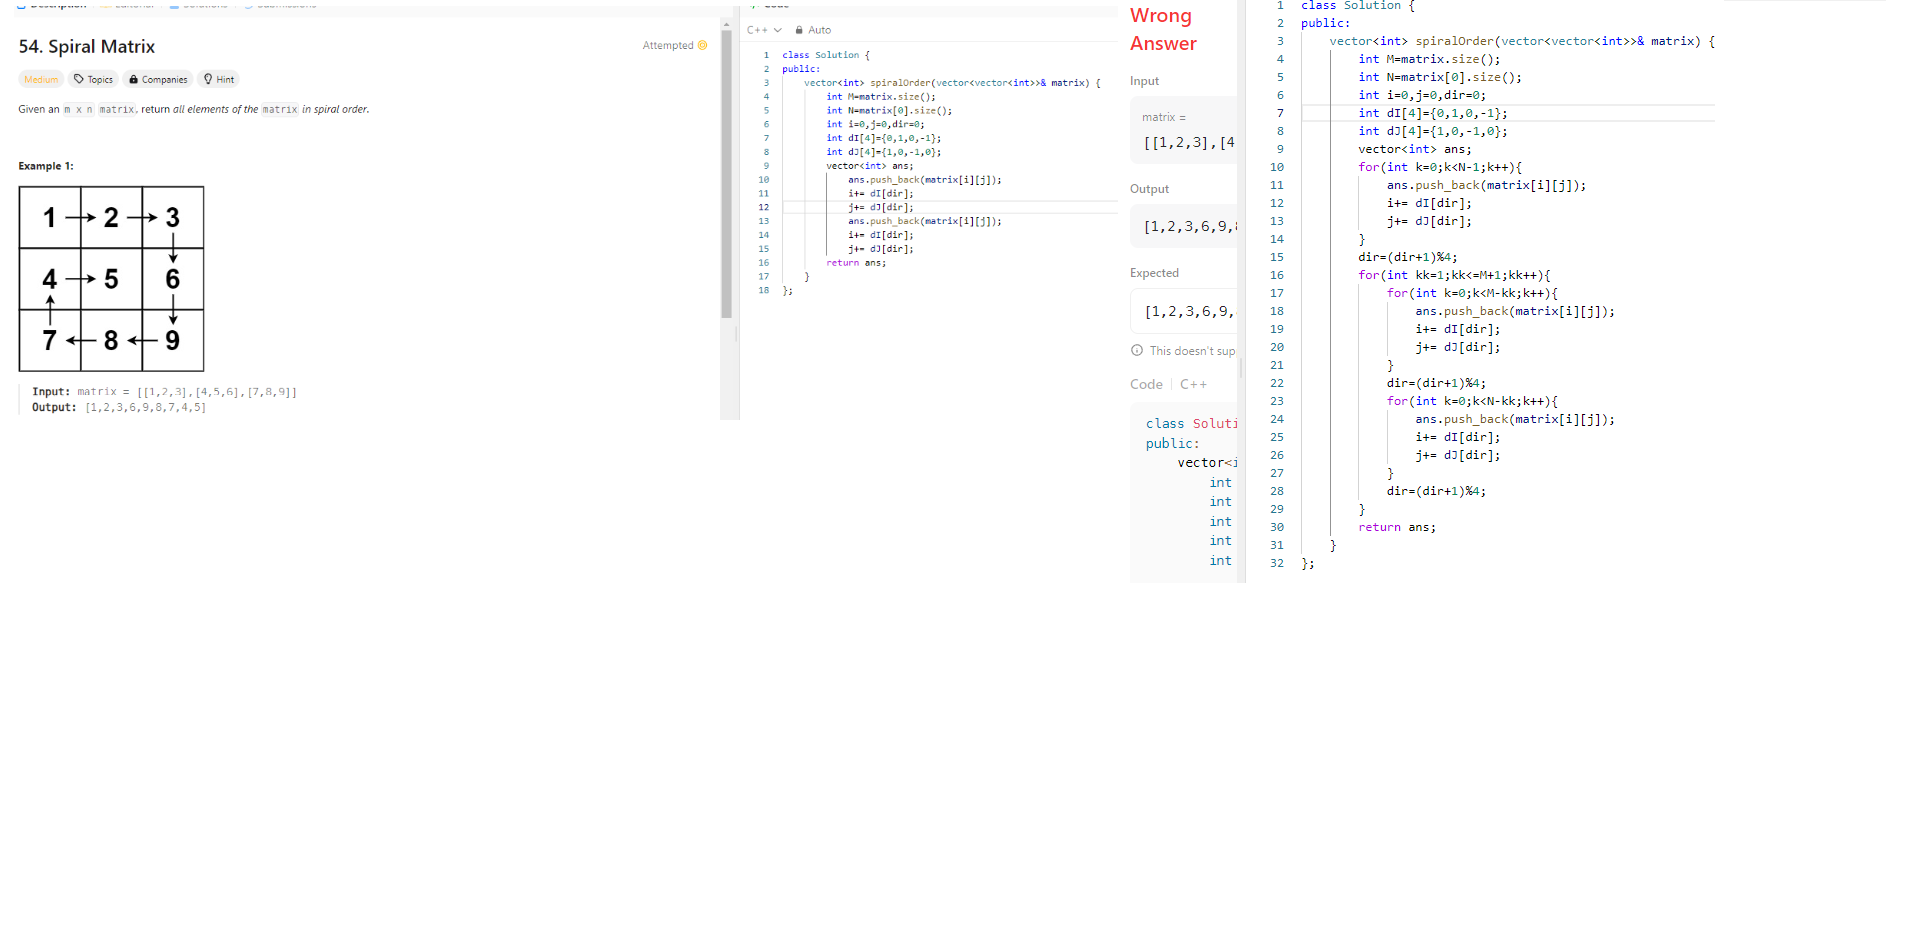 54. Spiral Matrix
Attempted
Medium Topics Companies Hint
Given an m x n matrix, return all elements of the matrix in spiral order.
Example 1:
1 2 3
4 5 6
7 8 9
Input: matrix = [[1,2,3],[4,5,6],[7,8,9]]
Output: [1,2,3,6,9,8,7,4,5]
C++ Auto
1 class Solution {
2 public:
3 vector<int> spiralOrder(vector<vector<int>>& matrix) {
4 int M=matrix.size();
5 int N=matrix[0].size();
6 int i=0,j=0,dir=0;
7 int dI[4]={0,1,0,-1};
8 int dJ[4]={1,0,-1,0};
9 vector<int> ans;
10 ans.push_back(matrix[i][j]);
11 i+= dI[dir];
12 j+= dJ[dir];
13 ans.push_back(matrix[i][j]);
14 i+= dI[dir];
15 j+= dJ[dir];
16 return ans;
17 }
18 };
Wrong
Answer
Input
matrix =
[[1,2,3],[4
Output
[1,2,3,6,9,
Expected
[1,2,3,6,9,
This doesn't sup
Code | C++
class Soluti
public:
vector<i
int
int
int
int
int
1 class Solution {
2 public:
3 vector<int> spiralOrder(vector<vector<int>>& matrix) {
4 int M=matrix.size();
5 int N=matrix[0].size();
6 int i=0,j=0,dir=0;
7 int dI[4]={0,1,0,-1};
8 int dJ[4]={1,0,-1,0};
9 vector<int> ans;
10 for(int k=0;k<N-1;k++){
11 ans.push_back(matrix[i][j]);
12 i+= dI[dir];
13 j+= dJ[dir];
14 }
15 dir=(dir+1)%4;
16 for(int kk=1;kk<=M+1;kk++){
17 for(int k=0;k<M-kk;k++){
18 ans.push_back(matrix[i][j]);
19 i+= dI[dir];
20 j+= dJ[dir];
21 }
22 dir=(dir+1)%4;
23 for(int k=0;k<N-kk;k++){
24 ans.push_back(matrix[i][j]);
25 i+= dI[dir];
26 j+= dJ[dir];
27 }
28 dir=(dir+1)%4;
29 }
30 return ans;
31 }
32 };